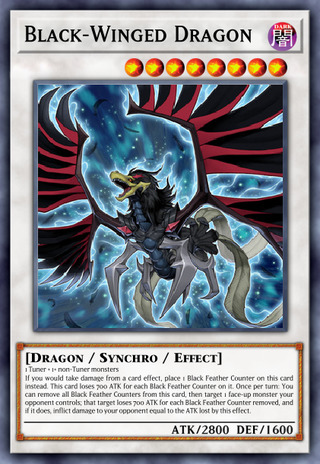 BLACK-WINGED DRAGON
DARK
闇
[DRAGON / SYNCHRO / EFFECT]
1 Tuner + 1+ non-Tuner monsters
If you would take damage from a card effect, place 1 Black Feather Counter on this card
instead. This card loses 700 ATK for each Black Feather Counter on it. Once per turn: You
can remove all Black Feather Counters from this card, then target 1 face-up monster your
opponent controls; that target loses 700 ATK for each Black Feather Counter removed, and
if it does, inflict damage to your opponent equal to the ATK lost by this effect.
ATK/2800 DEF/1600